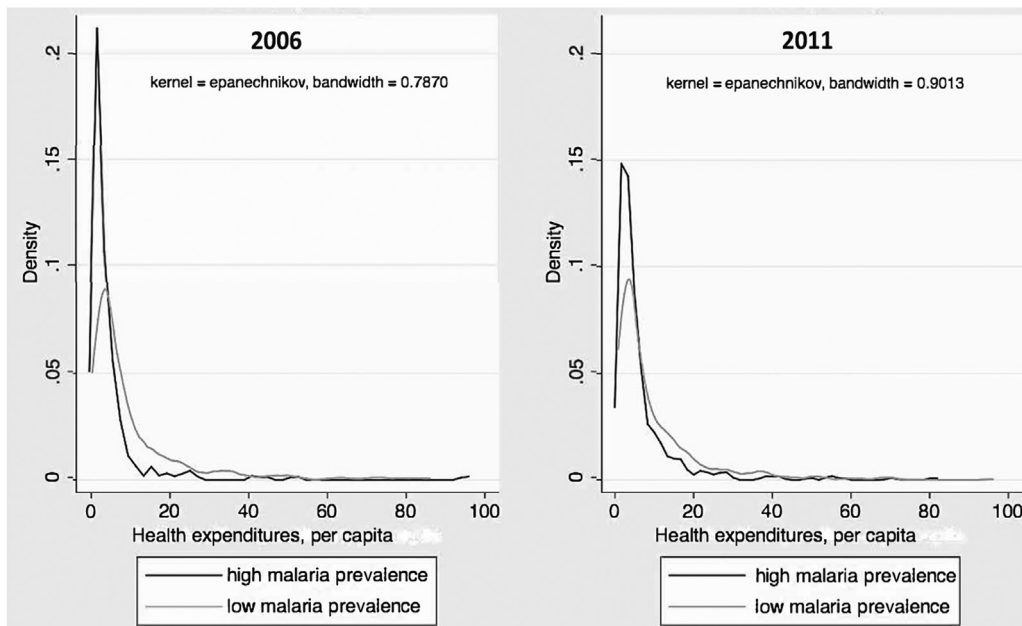 2006
kernel = epanechnikov, bandwidth = 0.7870
.2
.15
.1
.05
0
Density
0 20 40 60 80 100
Health expenditures, per capita
high malaria prevalence
low malaria prevalence
2011
kernel = epanechnikov, bandwidth = 0.9013
.2
.15
.1
.05
0
Density
0 20 40 60 80 100
Health expenditures, per capita
high malaria prevalence
low malaria prevalence